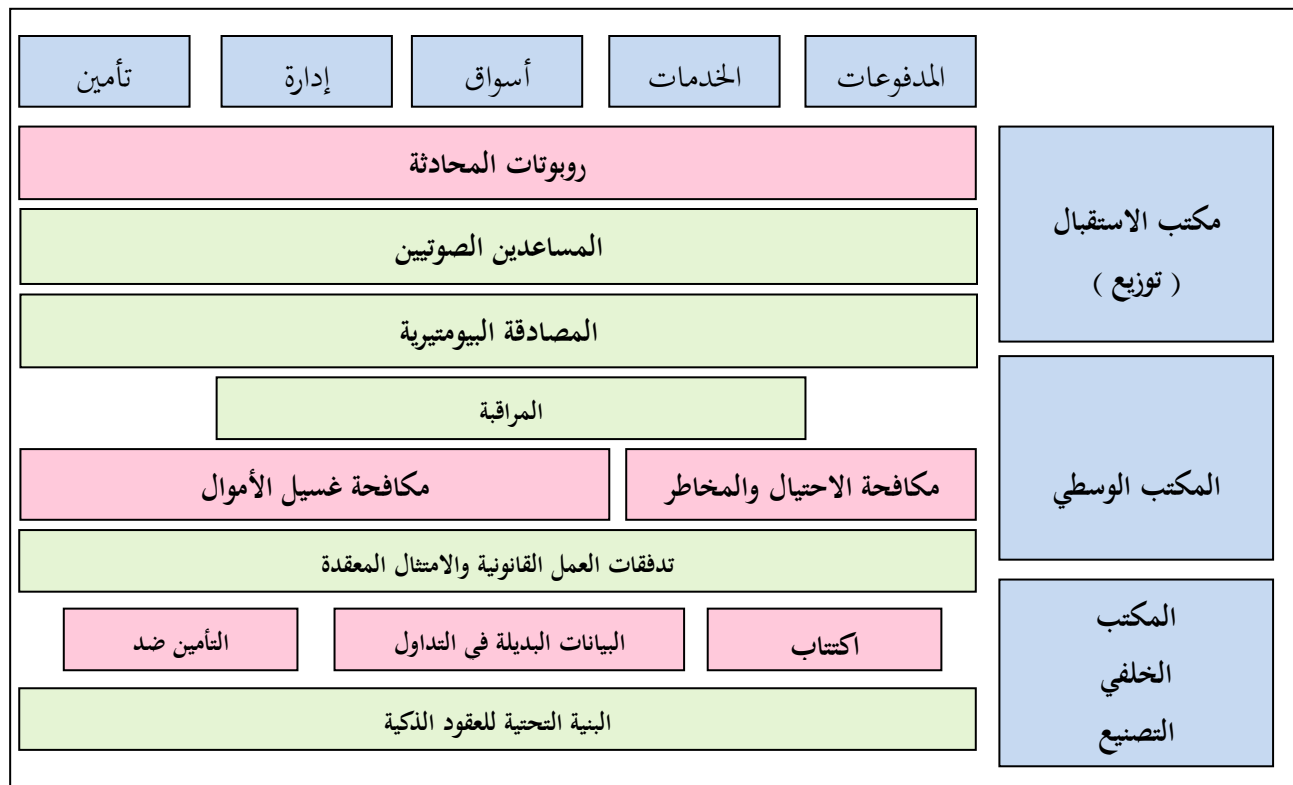 المدفوعات
الخدمات
أسواق
إدارة
تأمين
مكتب الاستقبال
( توزيع )
روبوتات المحادثة
المساعدين الصوتيين
المصادقة البيومتيرية
المكتب الوسطي
المراقبة
مكافحة الاحتيال والمخاطر
مكافحة غسيل الأموال
تدفقات العمل القانونية والامتثال المعقدة
المكتب
الخلفي
التصنيع
اكتتاب
البيانات البديلة في التداول
التأمين ضد
البنية التحتية للعقود الذكية